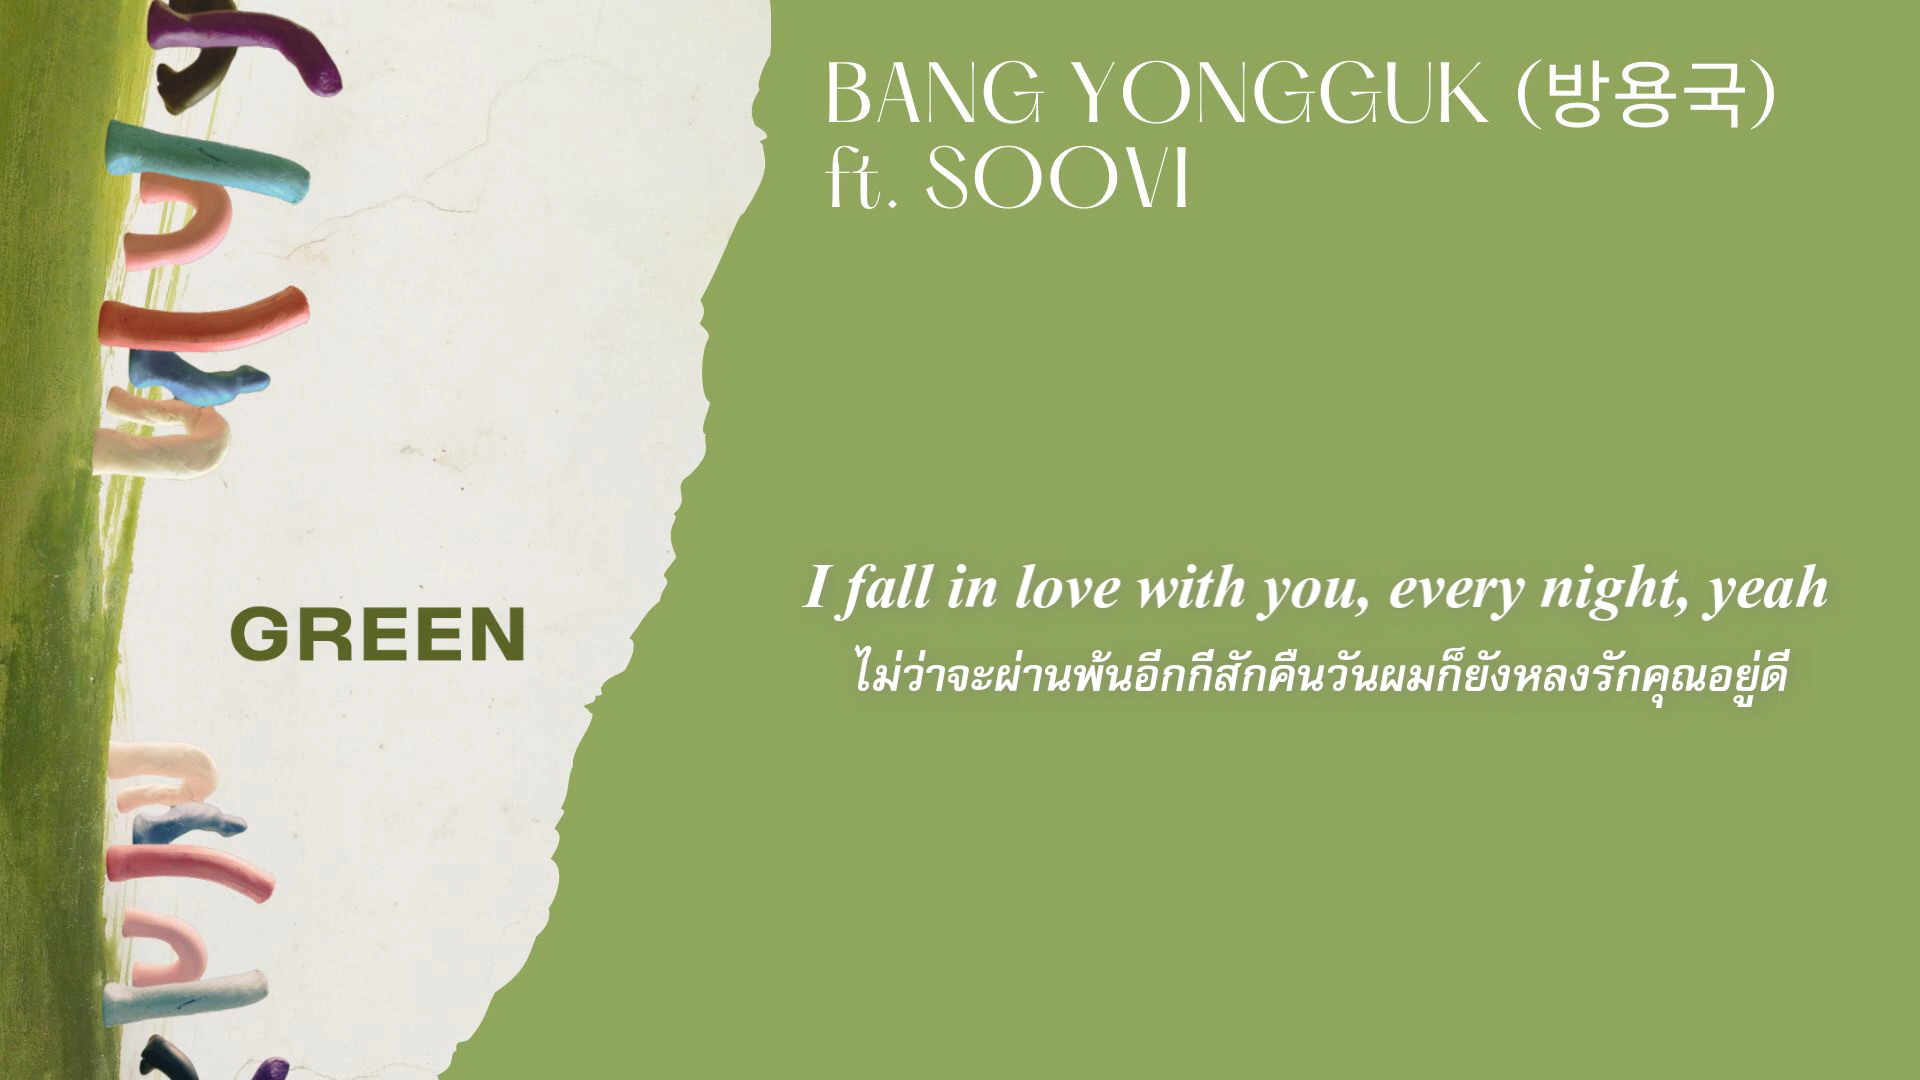 BANG YONGGUK (방용국)
ft. SOOVI
I fall in love with you, every night, yeah
ไม่ว่าจะผ่านพ้นอีกกีสักคืนวันผมก็ยังหลงรักคุณอยู่ดี
GREEN